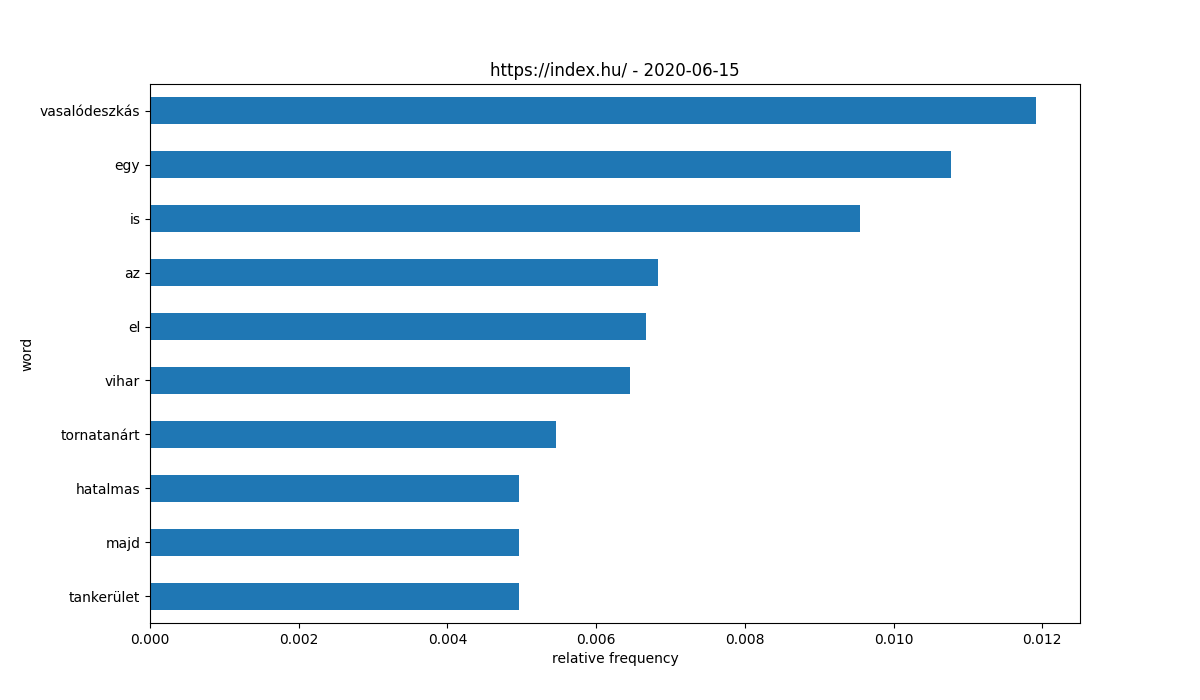 https://index.hu/ - 2020-06-15
vasalódeszkás
egy
is
az
el
vihar
tornatanárt
hatalmas
majd
tankerület
word
0.000 0.002 0.004 0.006 0.008 0.010 0.012
relative frequency